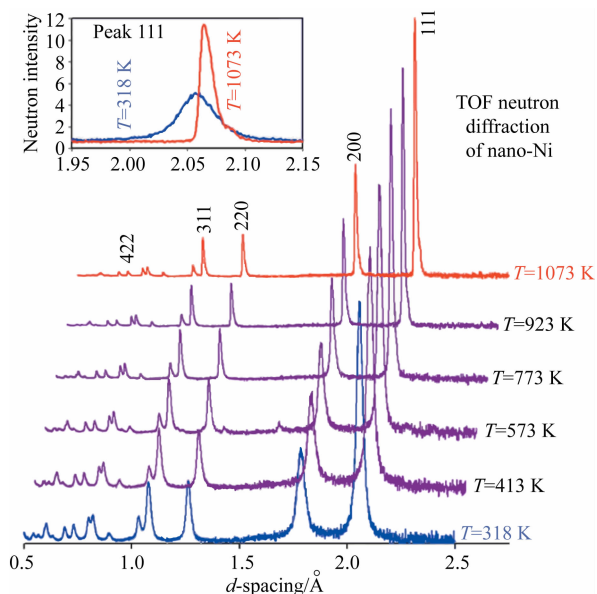 12
10
8
6
4
2
0
Neutron intensity
Peak 111
T=318 K
T=1073 K
1.95 2.00 2.05 2.10 2.15
111
TOF neutron
diffraction
of nano-Ni
200
220
311
422
T=1073 K
T=923 K
T=773 K
T=573 K
T=413 K
T=318 K
0.5 1.0 1.5 2.0 2.5
d-spacing/Å